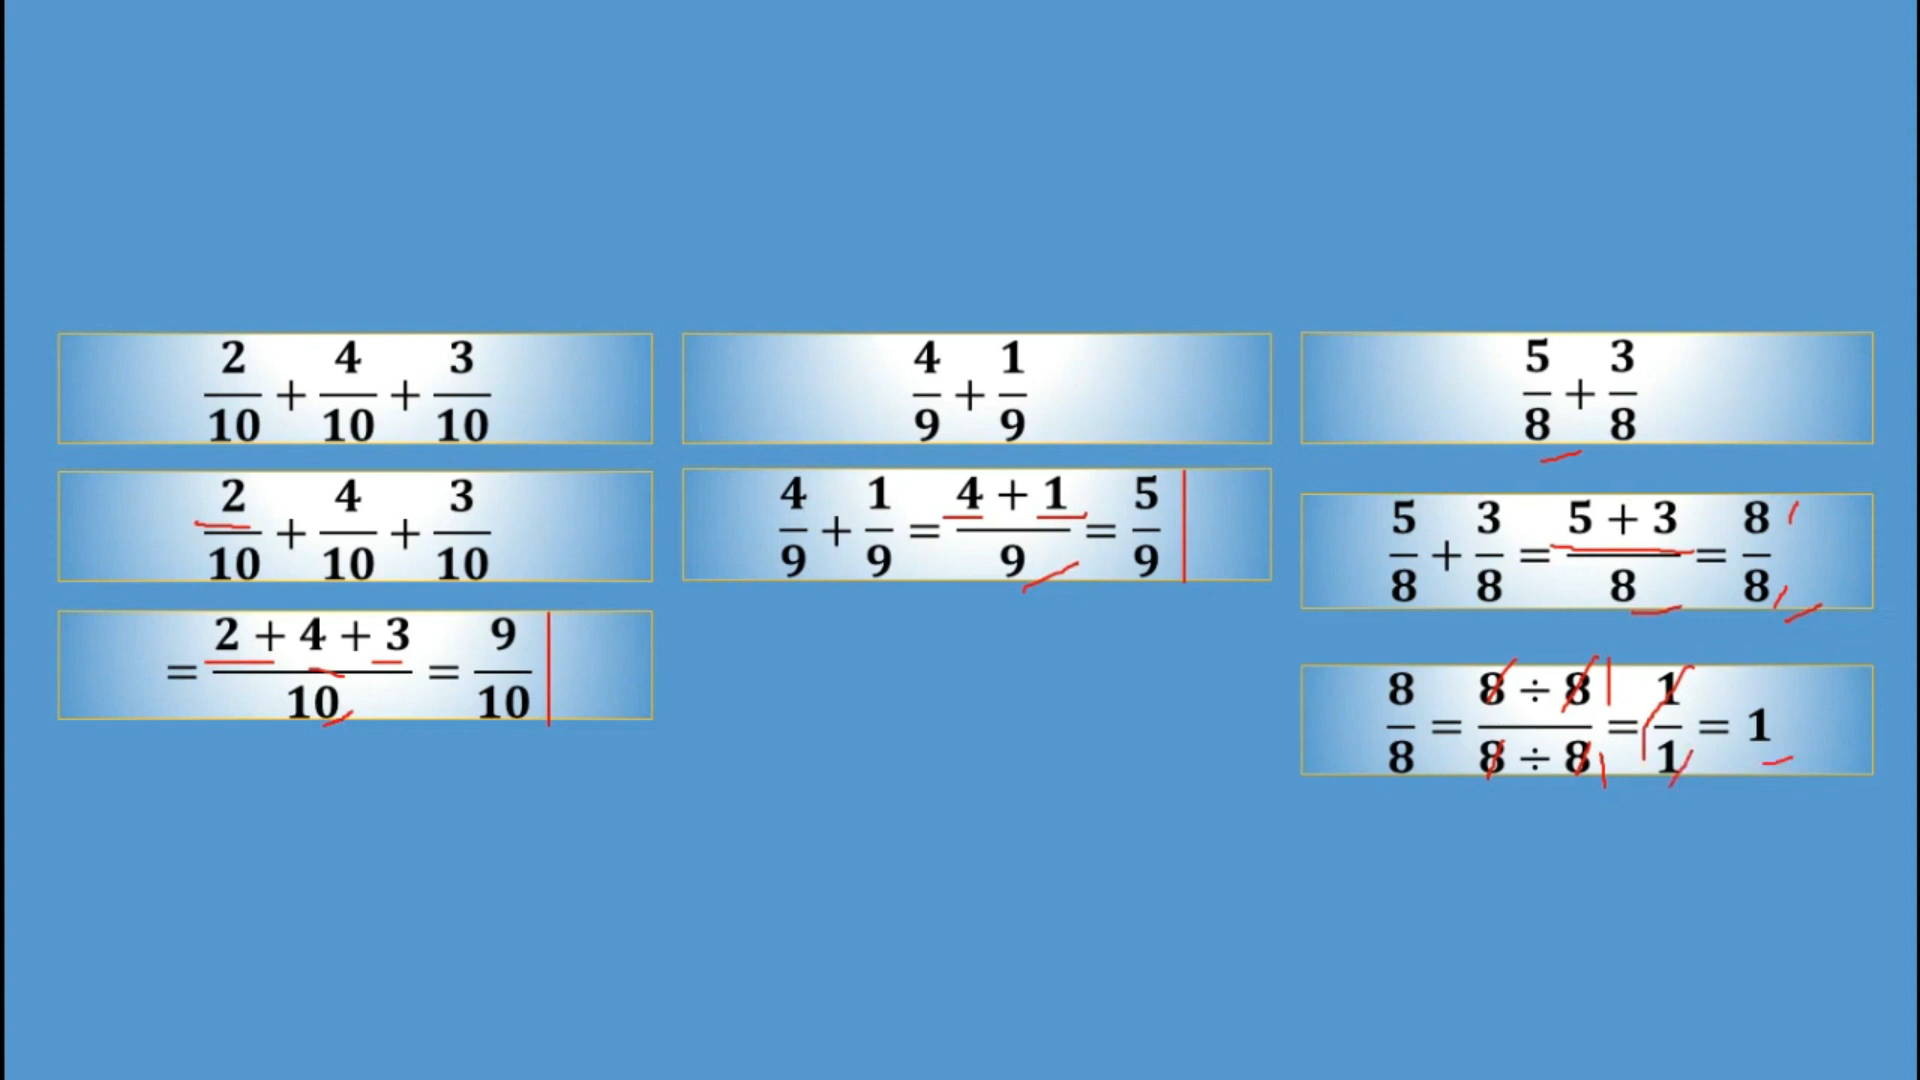 2/10 + 4/10 + 3/10
2/10 + 4/10 + 3/10
= (2 + 4 + 3)/10 = 9/10
4/9 + 1/9
4/9 + 1/9 = (4 + 1)/9 = 5/9
5/8 + 3/8
5/8 + 3/8 = (5 + 3)/8 = 8/8
8/8 = (8 ÷ 8)/(8 ÷ 8) = 1/1 = 1